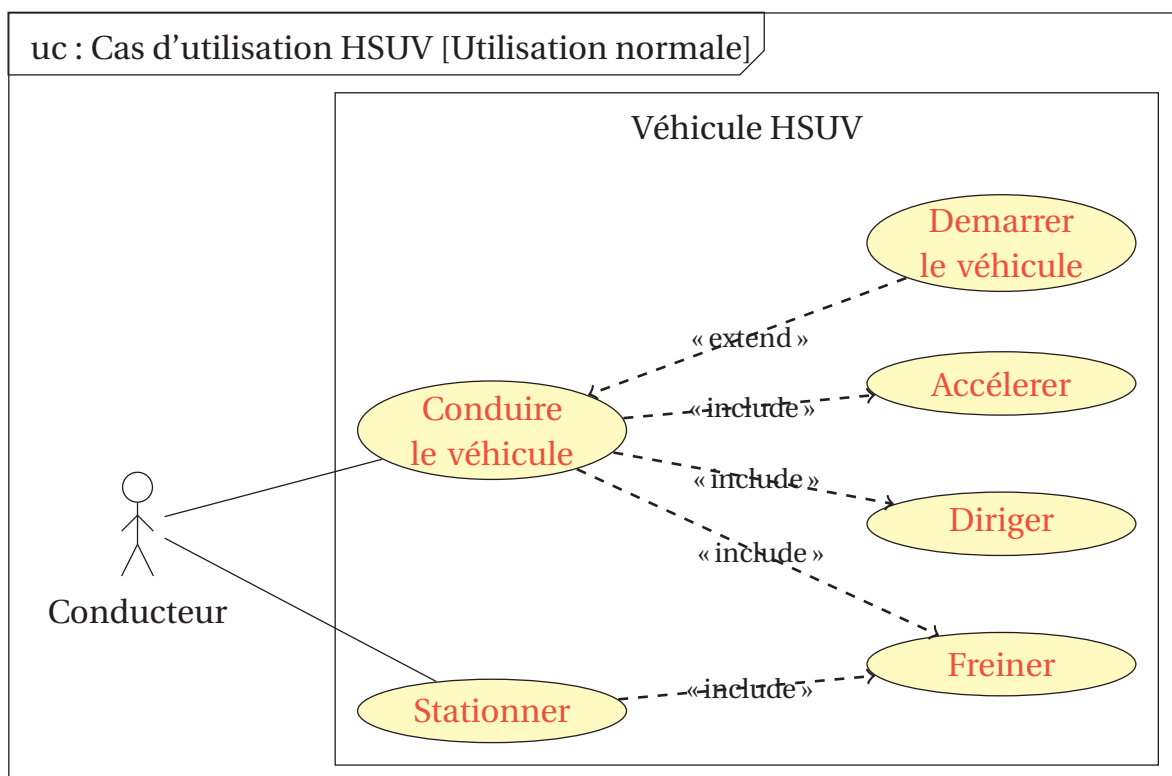 uc : Cas d'utilisation HSUV [Utilisation normale]
Véhicule HSUV
Demarrer
le véhicule
« extend »
Accélerer
« include »
Conduire
le véhicule
« include »
Diriger
« include »
Conducteur
Freiner
« include »
Stationner